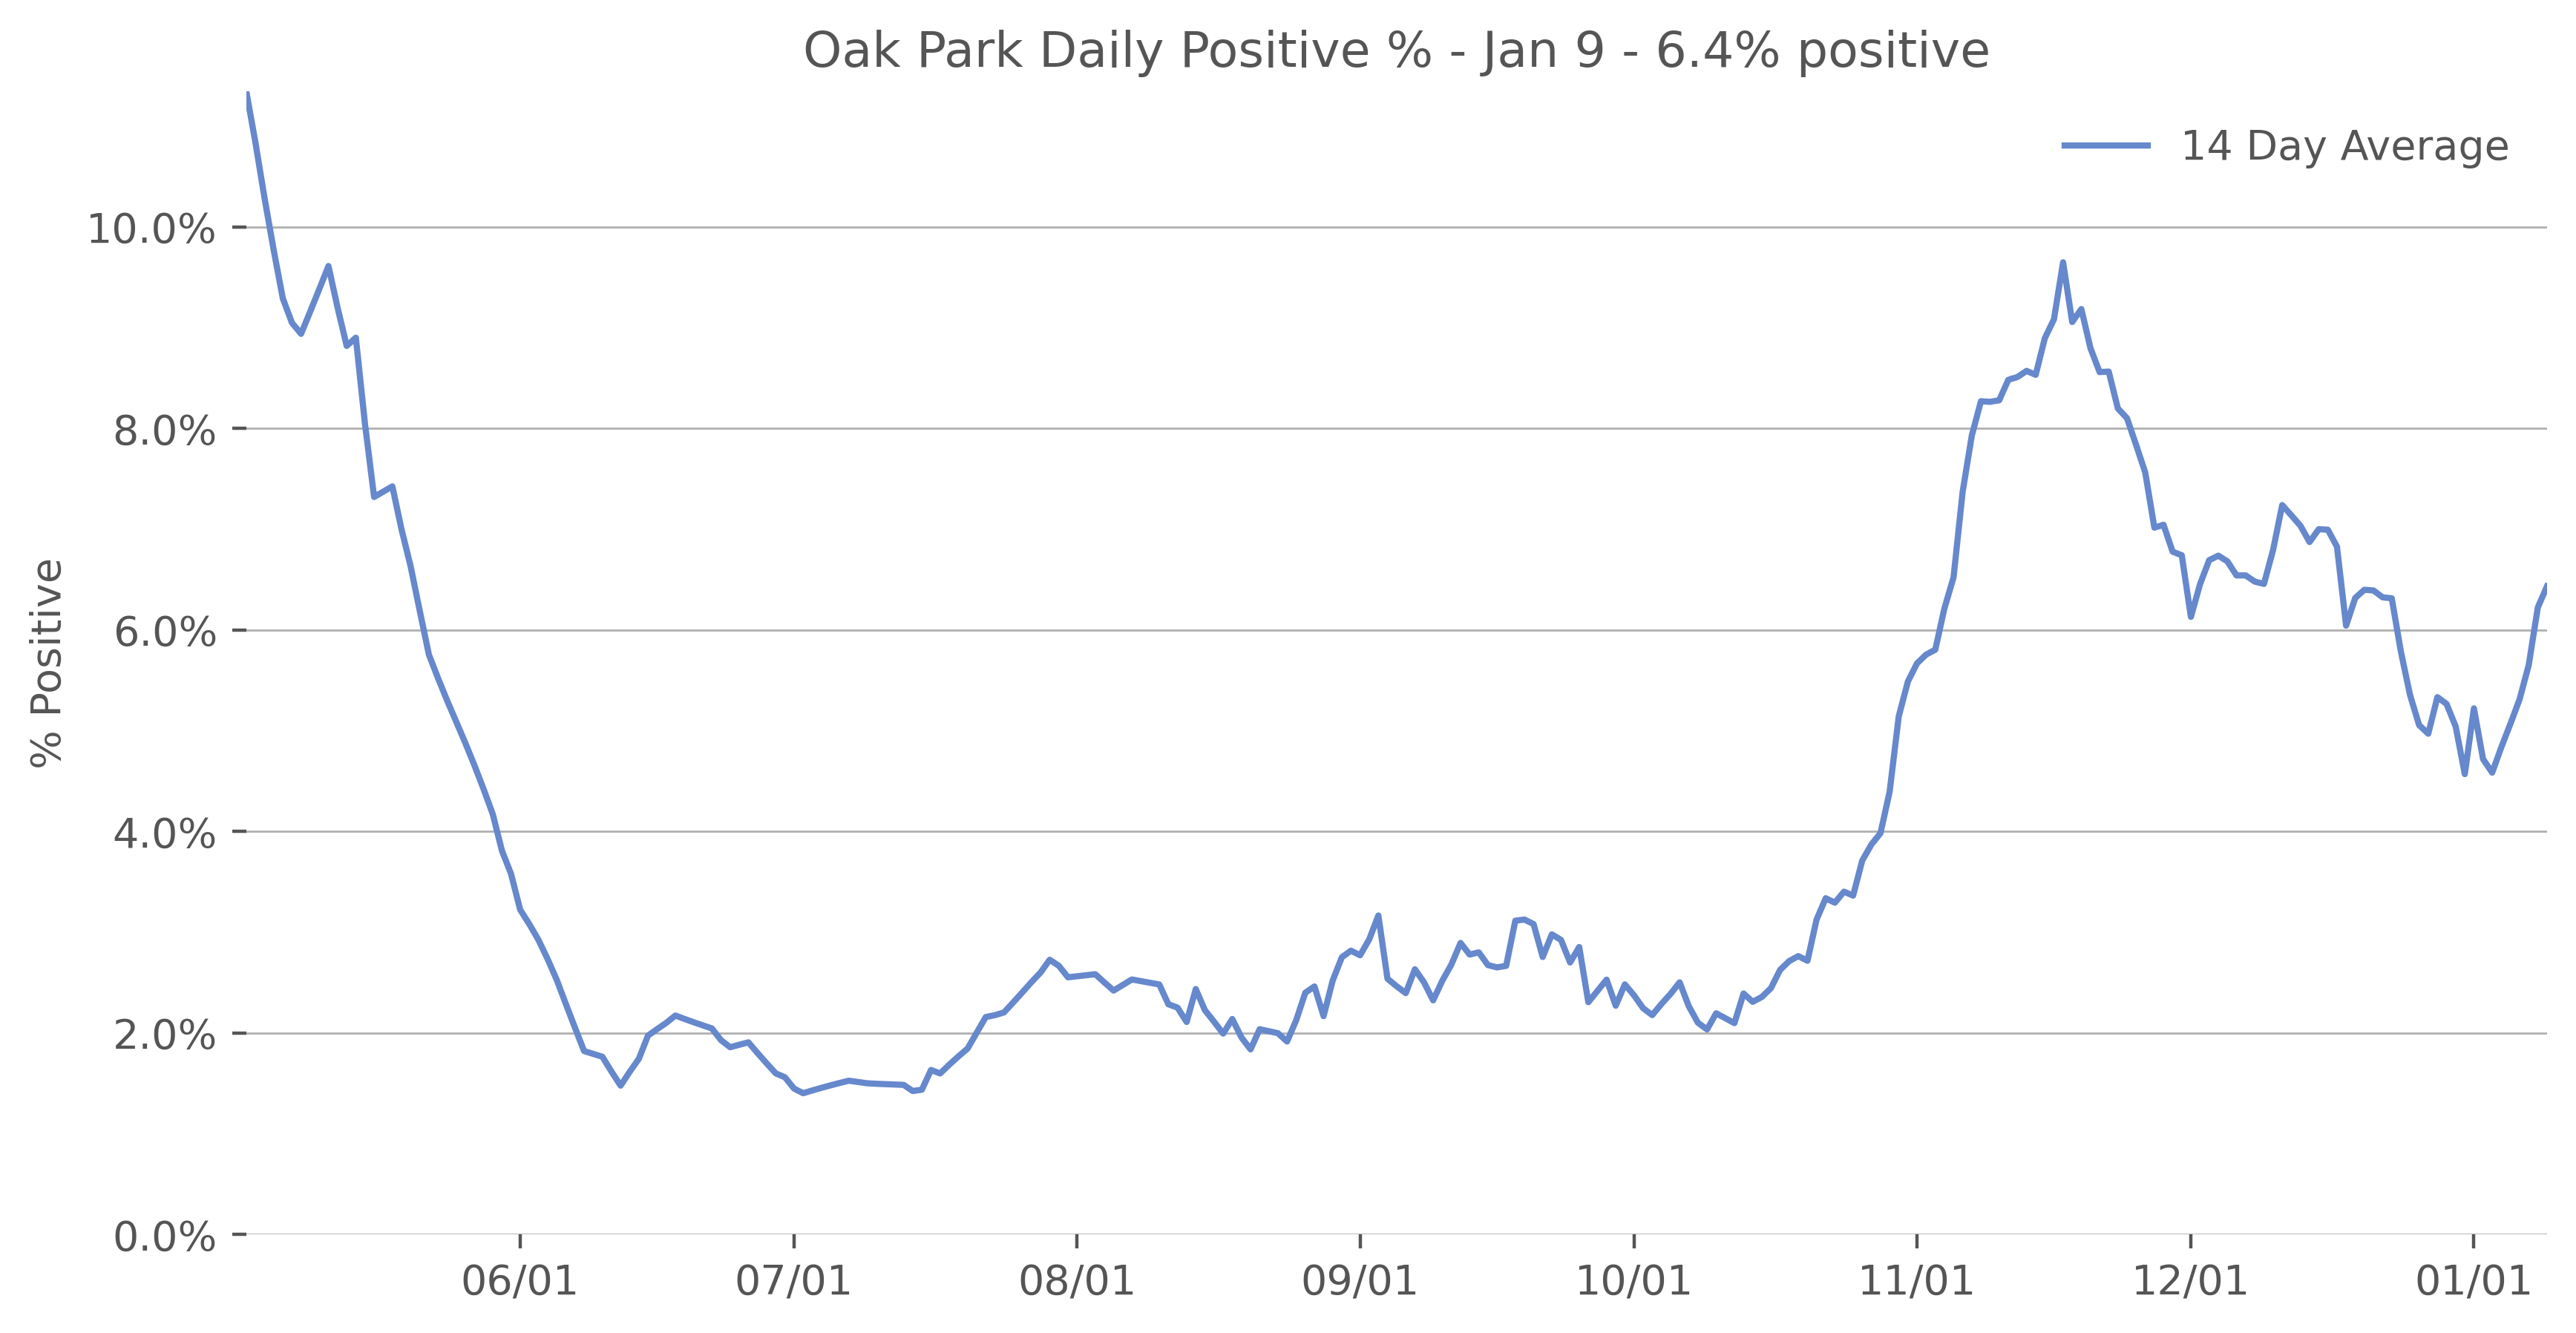 Oak Park Daily Positive % - Jan 9 - 6.4% positive
14 Day Average
10.0%
8.0%
6.0%
4.0%
2.0%
0.0%
% Positive
06/01 07/01 08/01 09/01 10/01 11/01 12/01 01/01